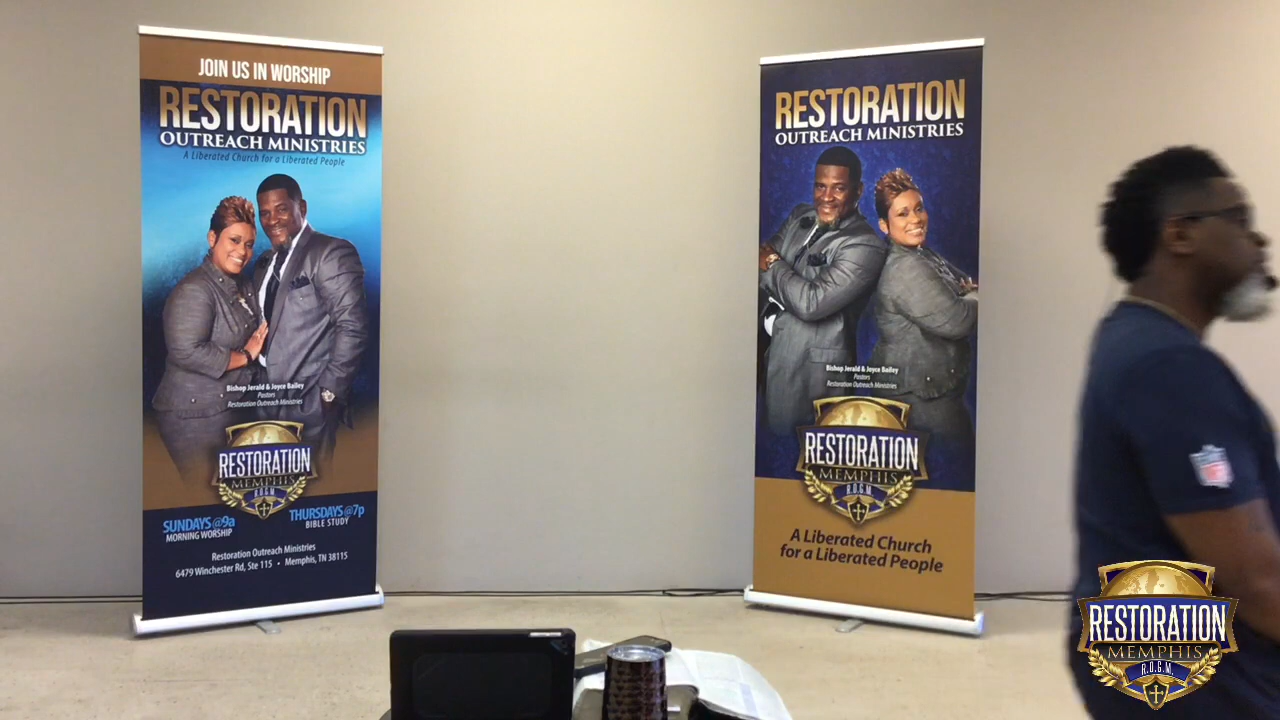 JOIN US IN WORSHIP
RESTORATION
OUTREACH MINISTRIES
A Liberated Church for a Liberated People
Bishop Jerald & Joyce Bailey
Pastors
Restoration Outreach Ministries
RESTORATION
MEMPHIS
R.O.G.M.
SUNDAYS @9a
MORNING WORSHIP
THURSDAYS @7p
BIBLE STUDY
Restoration Outreach Ministries
6479 Winchester Rd, Ste 115 • Memphis, TN 38115
RESTORATION
OUTREACH MINISTRIES
Bishop Jerald & Joyce Bailey
Pastors
Restoration Outreach Ministries
RESTORATION
MEMPHIS
R.O.G.M.
A Liberated Church
for a Liberated People
RESTORATION
MEMPHIS
R.O.G.M.